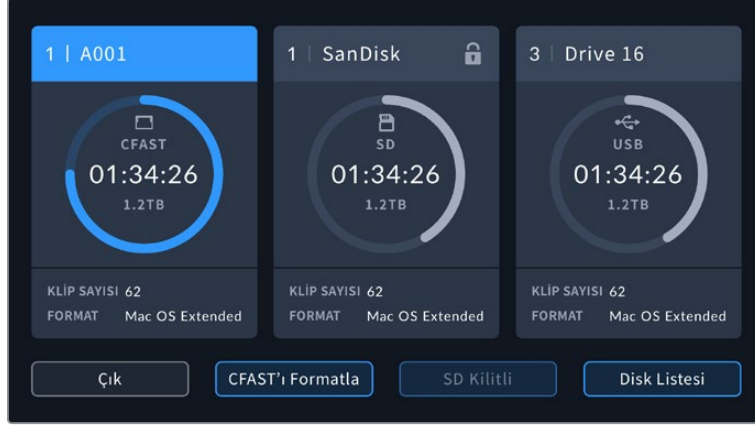 1 | A001
CFAST
01:34:26
1.2TB
KLİP SAYISI 62
FORMAT Mac OS Extended
1 | SanDisk
SD
01:34:26
1.2TB
KLİP SAYISI 62
FORMAT Mac OS Extended
3 | Drive 16
USB
01:34:26
1.2TB
KLİP SAYISI 62
FORMAT Mac OS Extended
Çık
CFAST’ı Formatla
SD Kilitli
Disk Listesi